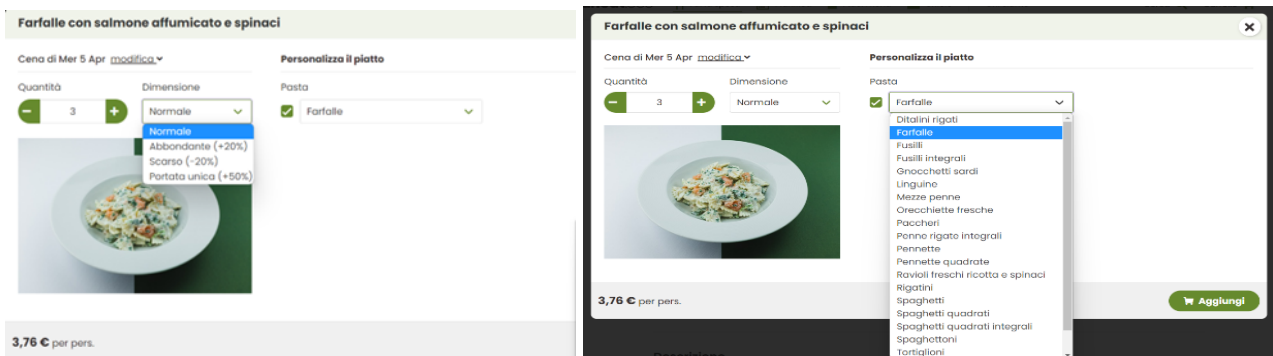 Farfalle con salmone affumicato e spinaci
Cena di Mer 5 Apr modifica
Personalizza il piatto
Quantità
Dimensione
Pasta
3
Normale
Farfalle
Normale
Abbondante (+20%)
Scarso (-20%)
Portata unica (+50%)
3,76 € per pers.
Farfalle con salmone affumicato e spinaci
Cena di Mer 5 Apr modifica
Personalizza il piatto
Quantità
Dimensione
Pasta
3
Normale
Farfalle
Ditalini rigati
Farfalle
Fusilli
Fusilli integrali
Gnocchetti sardi
Linguine
Mezze penne
Orecchiette fresche
Paccheri
Penne rigate integrali
Pennette
Pennette quadrate
Ravioli freschi ricotta e spinaci
Rigatini
Spaghetti
Spaghetti quadrati
Spaghetti quadrati integrali
Spaghettoni
Tortiglioni
3,76 € per pers.
Aggiungi